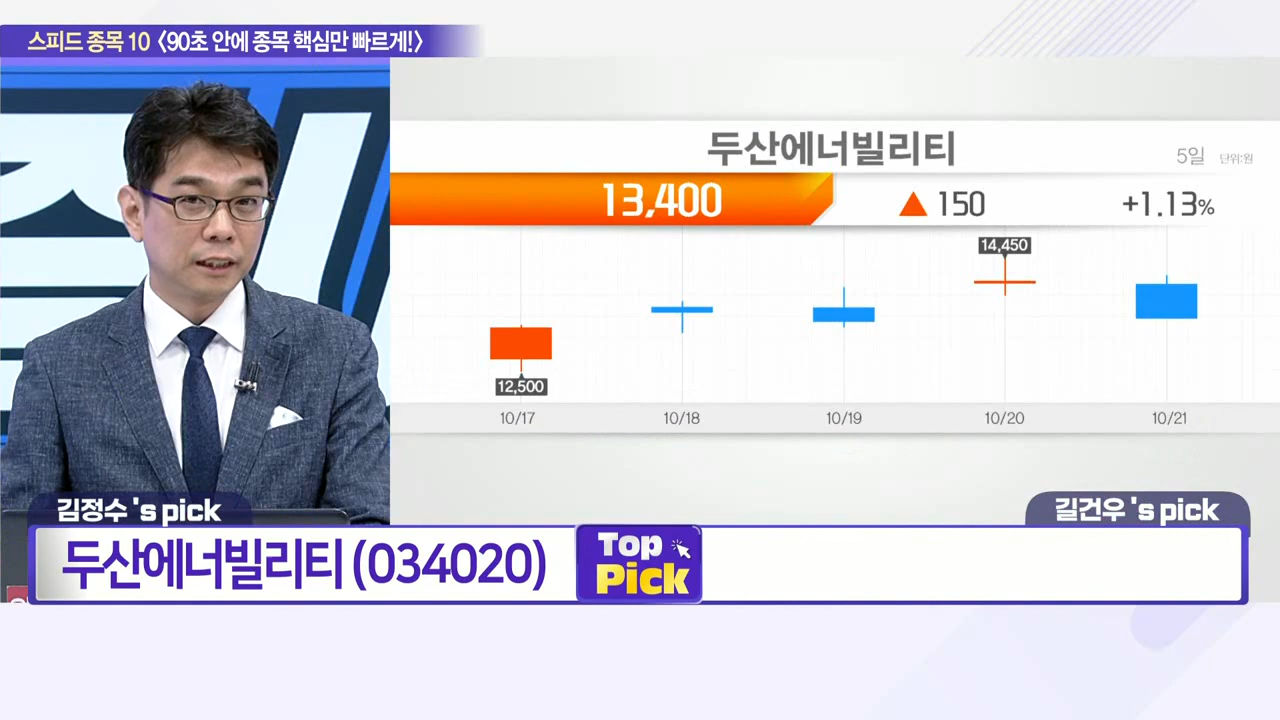 스피드 종목 10 <90초 안에 종목 핵심만 빠르게!>
두산에너빌리티
5일 단위:원
13,400 ▲ 150 +1.13%
14,450
12,500
10/17 10/18 10/19 10/20 10/21
김정수 's pick
길건우 's pick
두산에너빌리티 (034020)
Top
Pick